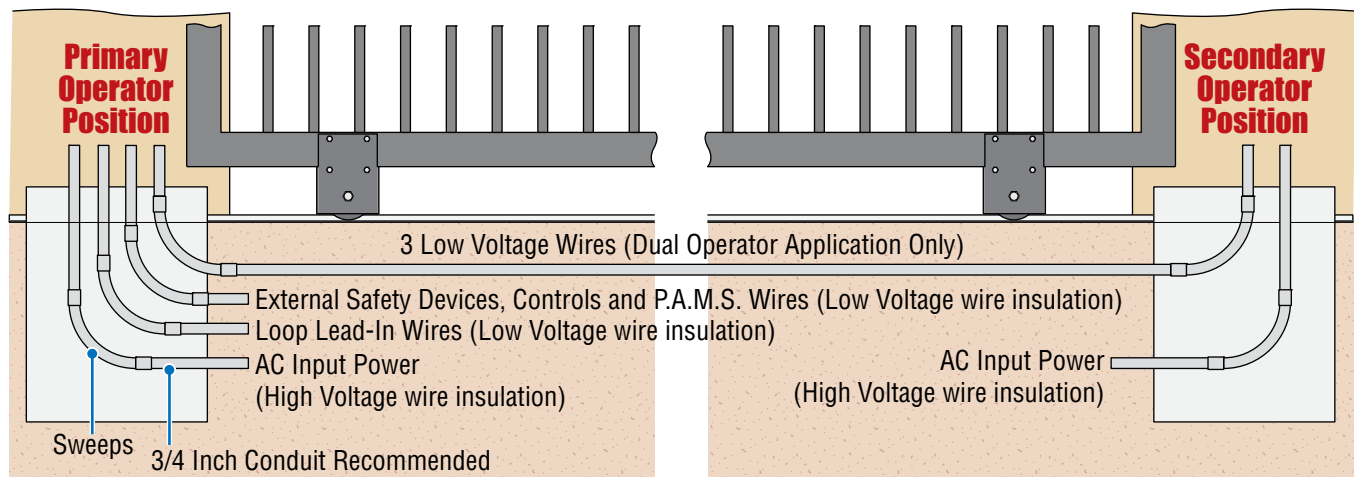 Primary
Operator
Position
Secondary
Operator
Position
3 Low Voltage Wires (Dual Operator Application Only)
External Safety Devices, Controls and P.A.M.S. Wires (Low Voltage wire insulation)
Loop Lead-In Wires (Low Voltage wire insulation)
AC Input Power
(High Voltage wire insulation)
AC Input Power
(High Voltage wire insulation)
Sweeps
3/4 Inch Conduit Recommended